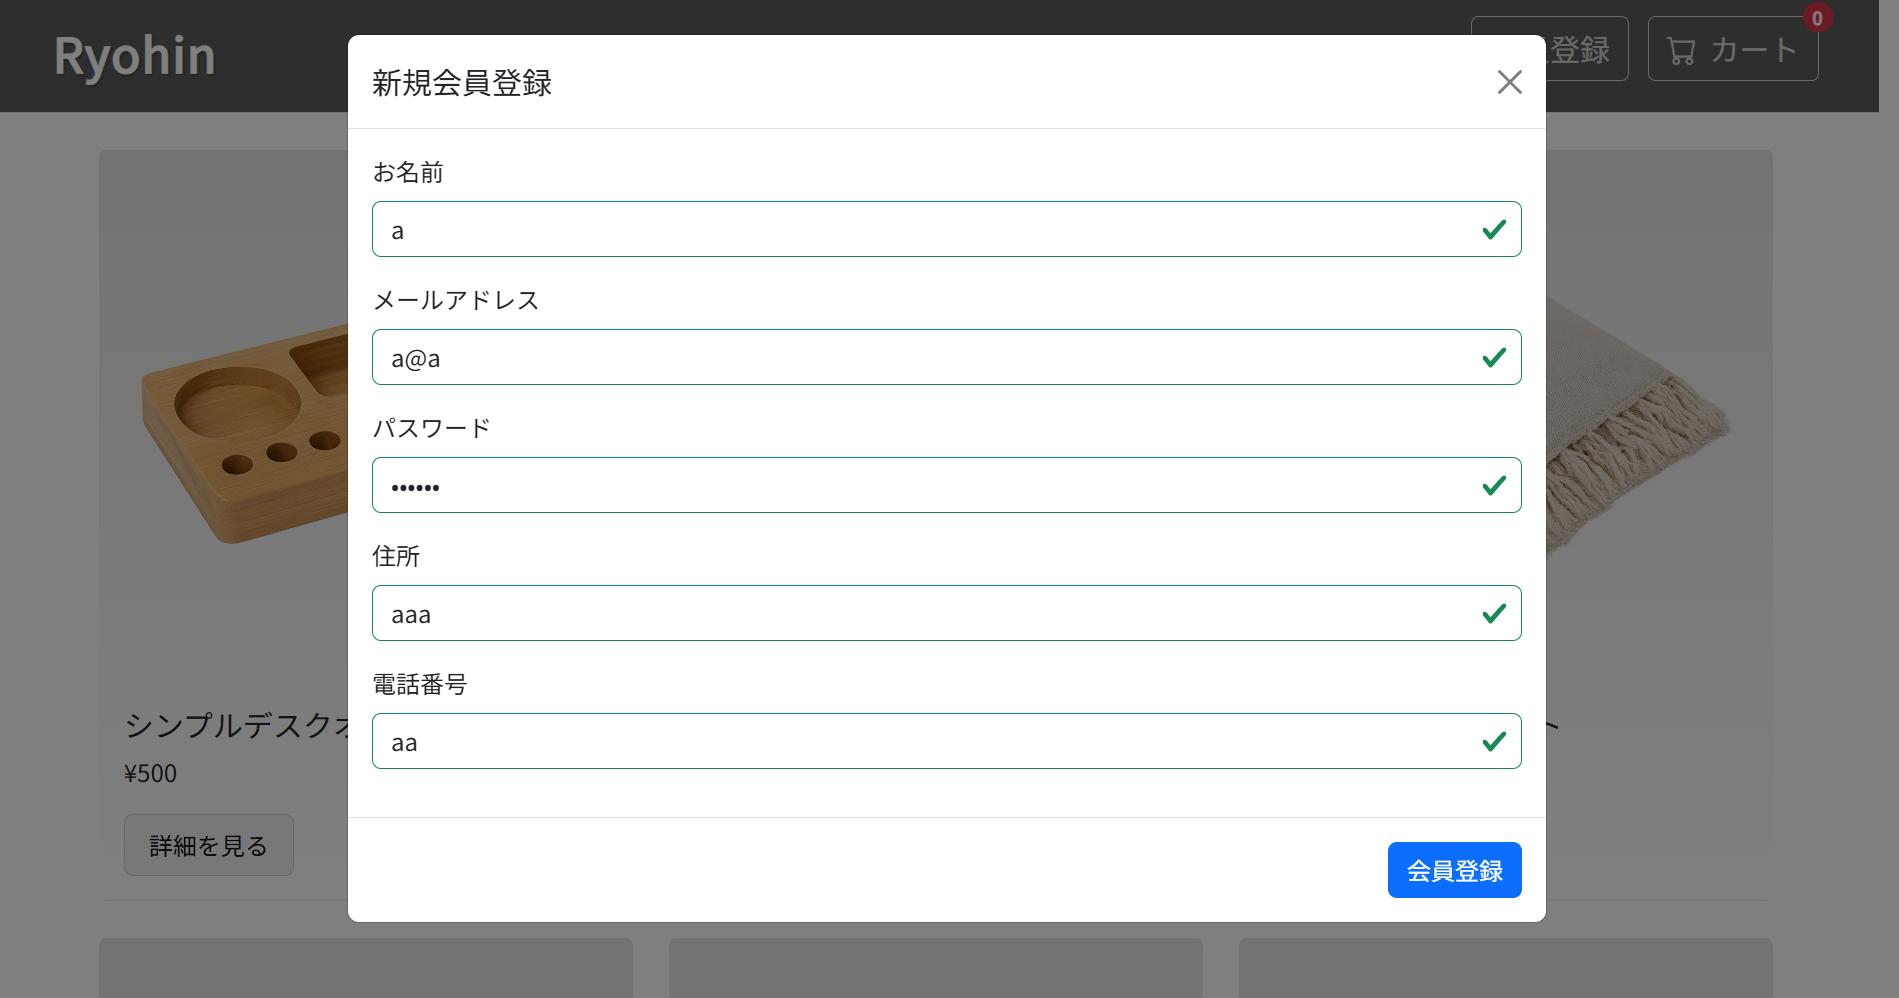 Ryohin
登録
カート
0
新規会員登録
お名前
a
メールアドレス
a@a
パスワード
••••••
住所
aaa
電話番号
aa
シンプルデスク
ト
¥500
詳細を見る
会員登録